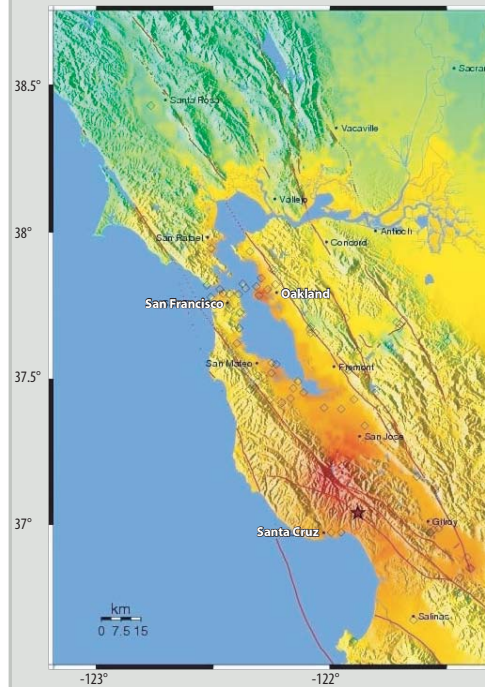 38.5°
Sacra
Santa Rosa
Vacaville
Vallejo
38°
San Rafael
Antioch
Concord
San Francisco
Oakland
San Mateo
Fremont
37.5°
San Jose
37°
Gilroy
Santa Cruz
km
0 7.5 15
Salinas
-123°
-122°